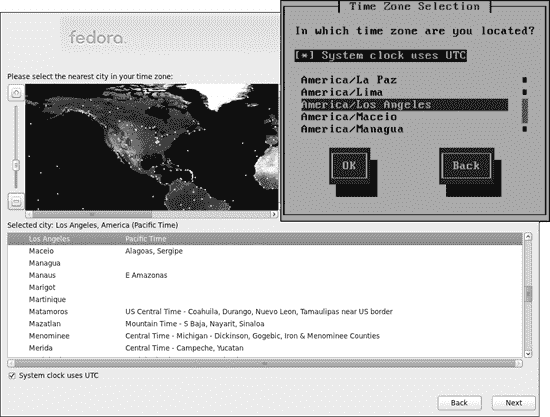 fedora.
Please select the nearest city in your time zone:
Time Zone Selection
In which time zone are you located?
[*] System clock uses UTC
America/La Paz
America/Lima
America/Los Angeles
America/Maceio
America/Managua
OK
Back
Selected city: Los Angeles, America (Pacific Time)
Los Angeles Pacific Time
Maceio Alagoas, Sergipe
Managua
Manaus E Amazonas
Marigot
Martinique
Matamoros US Central Time - Coahuila, Durango, Nuevo Leon, Tamaulipas near US border
Mazatlan Mountain Time - S Baja, Nayarit, Sinaloa
Menominee Central Time - Michigan - Dickinson, Gogebic, Iron & Menominee Counties
Merida Central Time - Campeche, Yucatan
System clock uses UTC
Back
Next